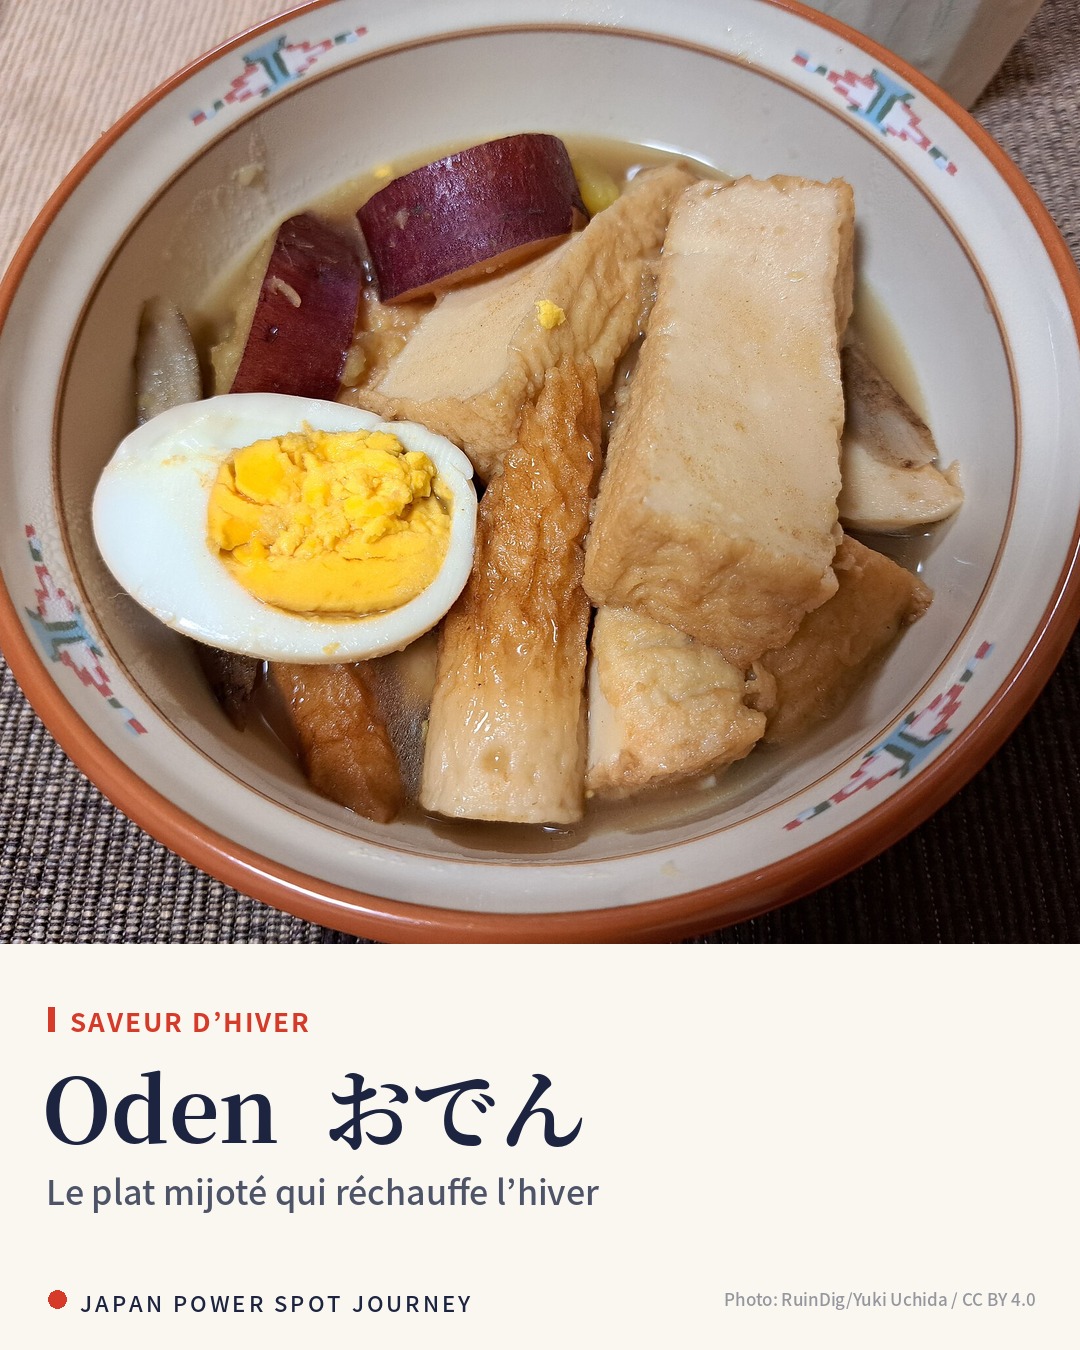 SAVEUR D’HIVER
Oden おでん
Le plat mijoté qui réchauffe l’hiver
JAPAN POWER SPOT JOURNEY
Photo: RuinDig/Yuki Uchida / CC BY 4.0